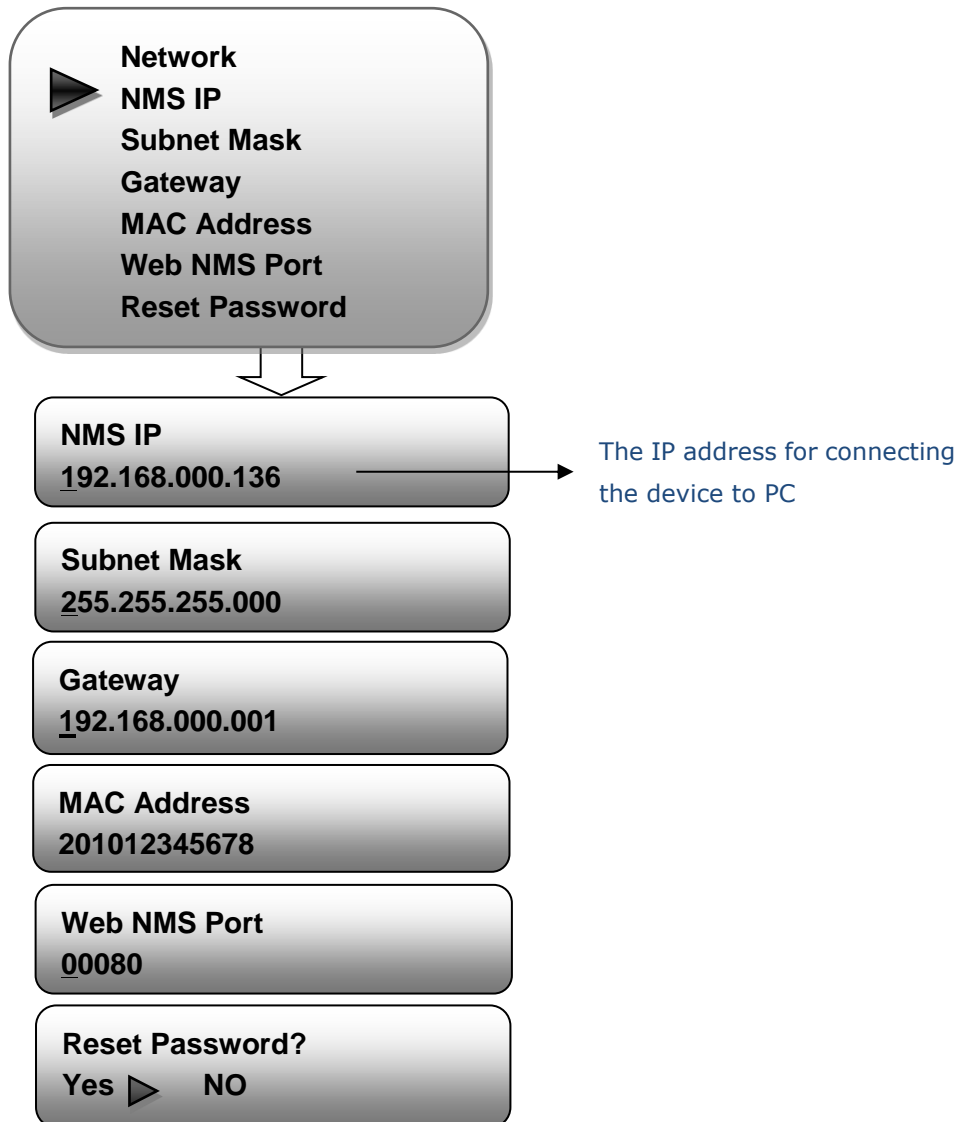 Network
NMS IP
Subnet Mask
Gateway
MAC Address
Web NMS Port
Reset Password
NMS IP
192.168.000.136
The IP address for connecting
the device to PC
Subnet Mask
255.255.255.000
Gateway
192.168.000.001
MAC Address
201012345678
Web NMS Port
00080
Reset Password?
Yes NO